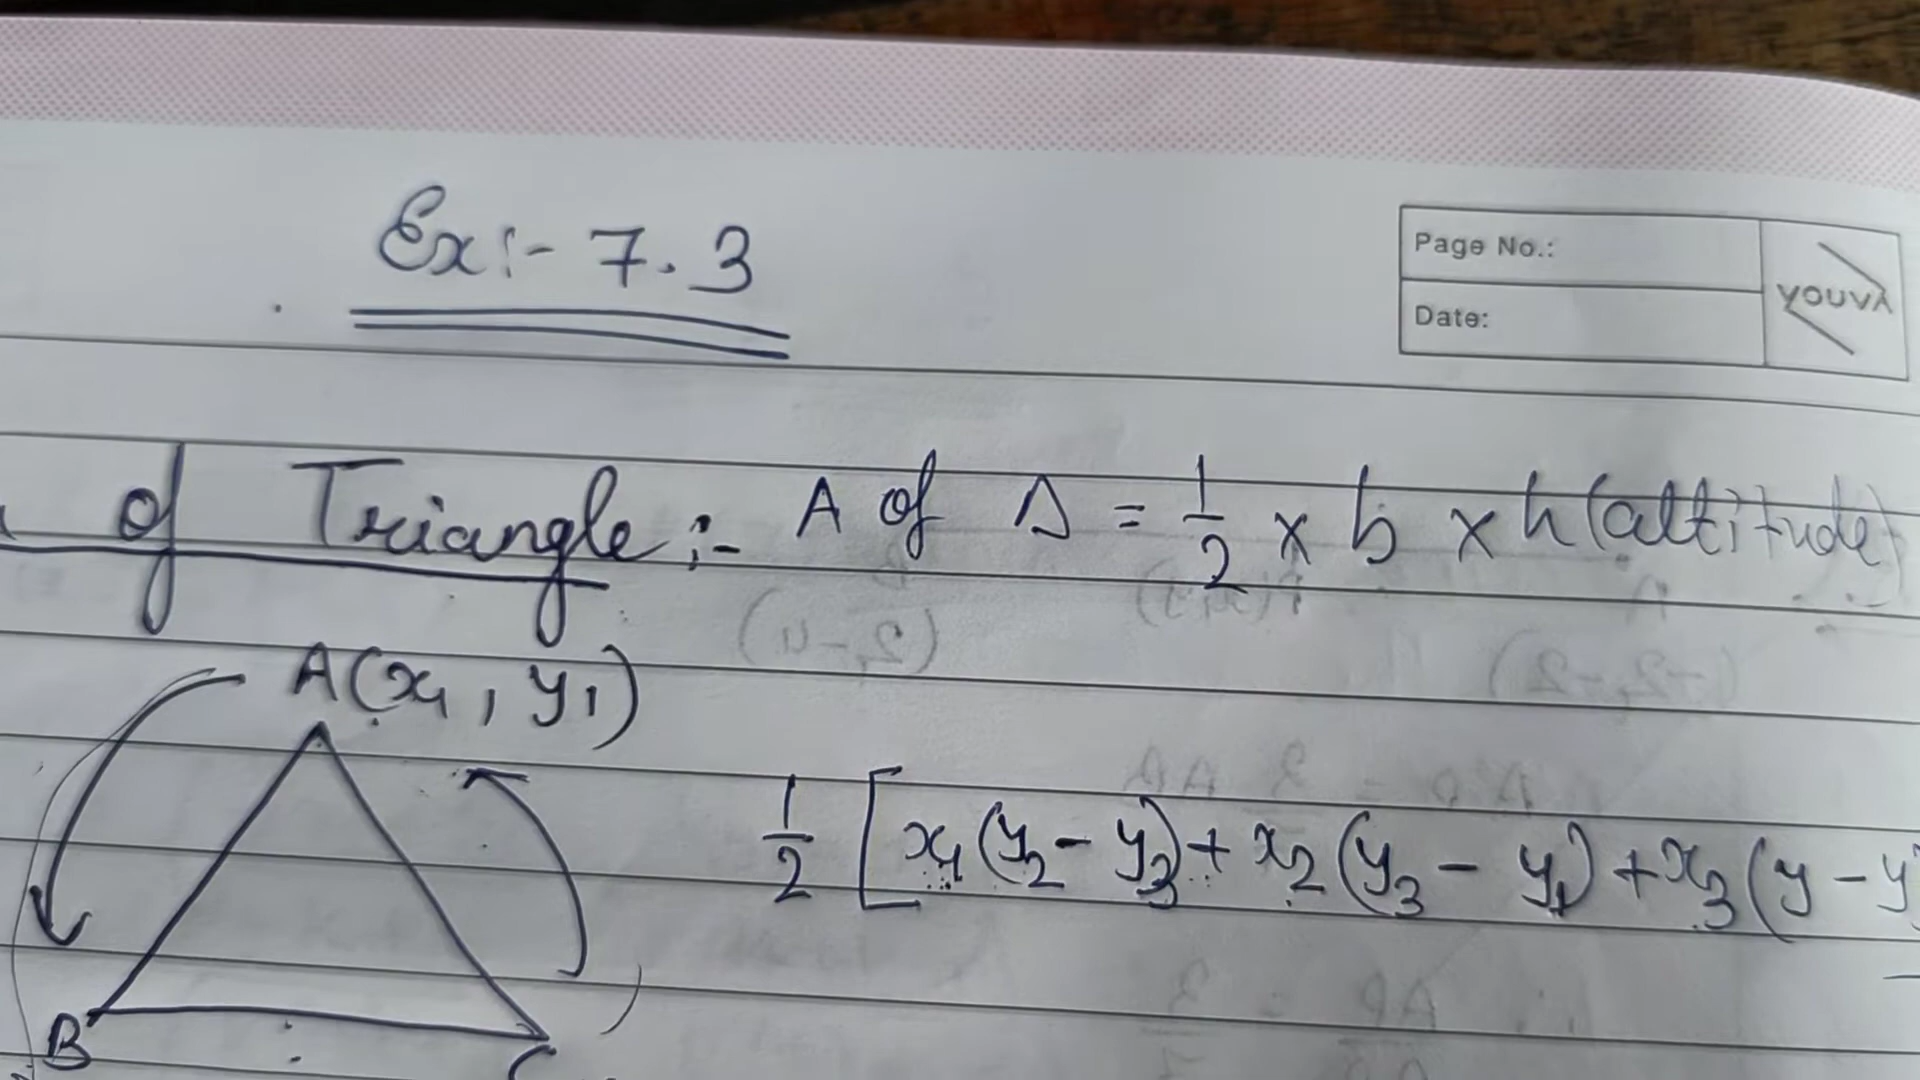 Ex:- 7.3
Page No.:
Date:
YOUVA
of Triangle:- A of Δ = 1/2 x b x h (altitude)
A(x1, y1)
1/2 [x1(y2 - y3) + x2(y3 - y1) + x3(y - y
B
C